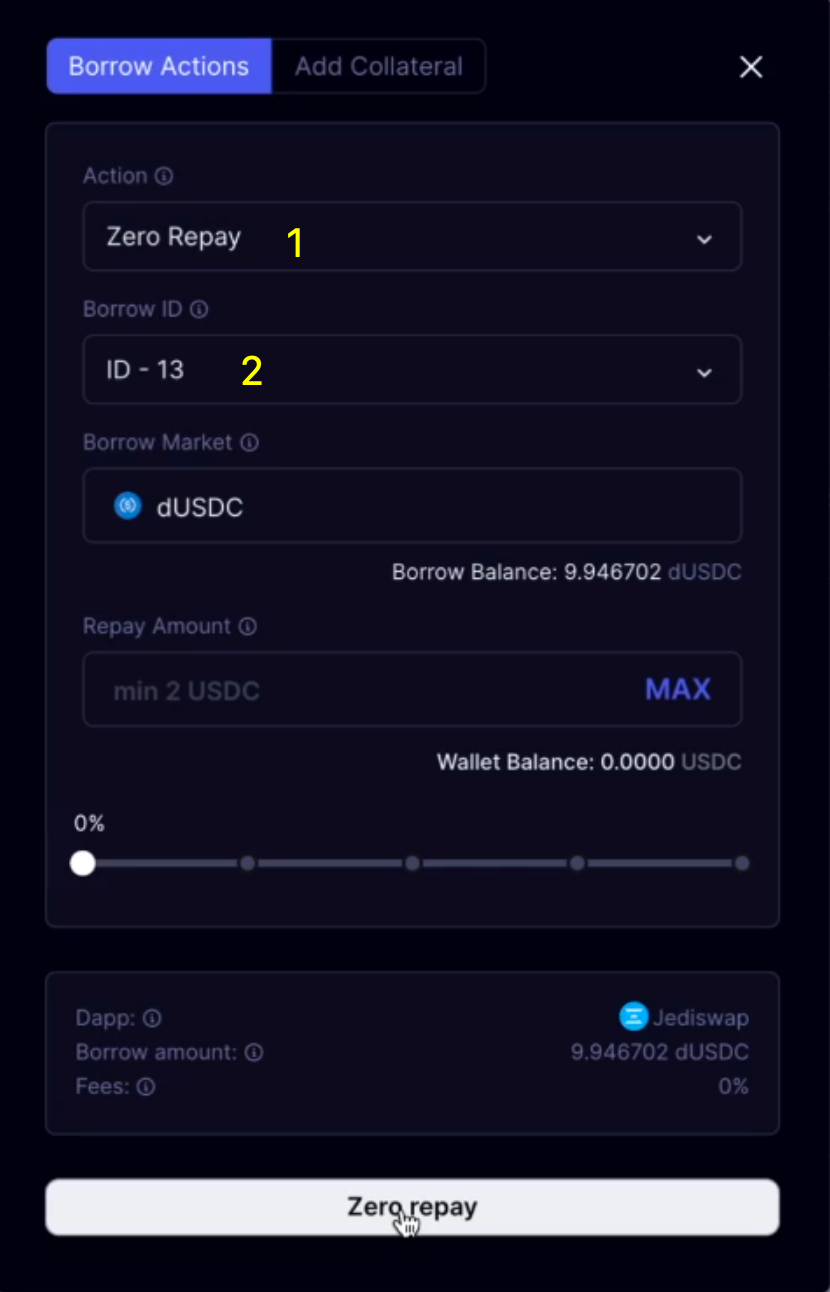 Borrow Actions Add Collateral
Action
Zero Repay 1
Borrow ID
ID - 13 2
Borrow Market
dUSDC
Borrow Balance: 9.946702 dUSDC
Repay Amount
min 2 USDC MAX
Wallet Balance: 0.0000 USDC
0%
Dapp: Jediswap
Borrow amount: 9.946702 dUSDC
Fees: 0%
Zero repay